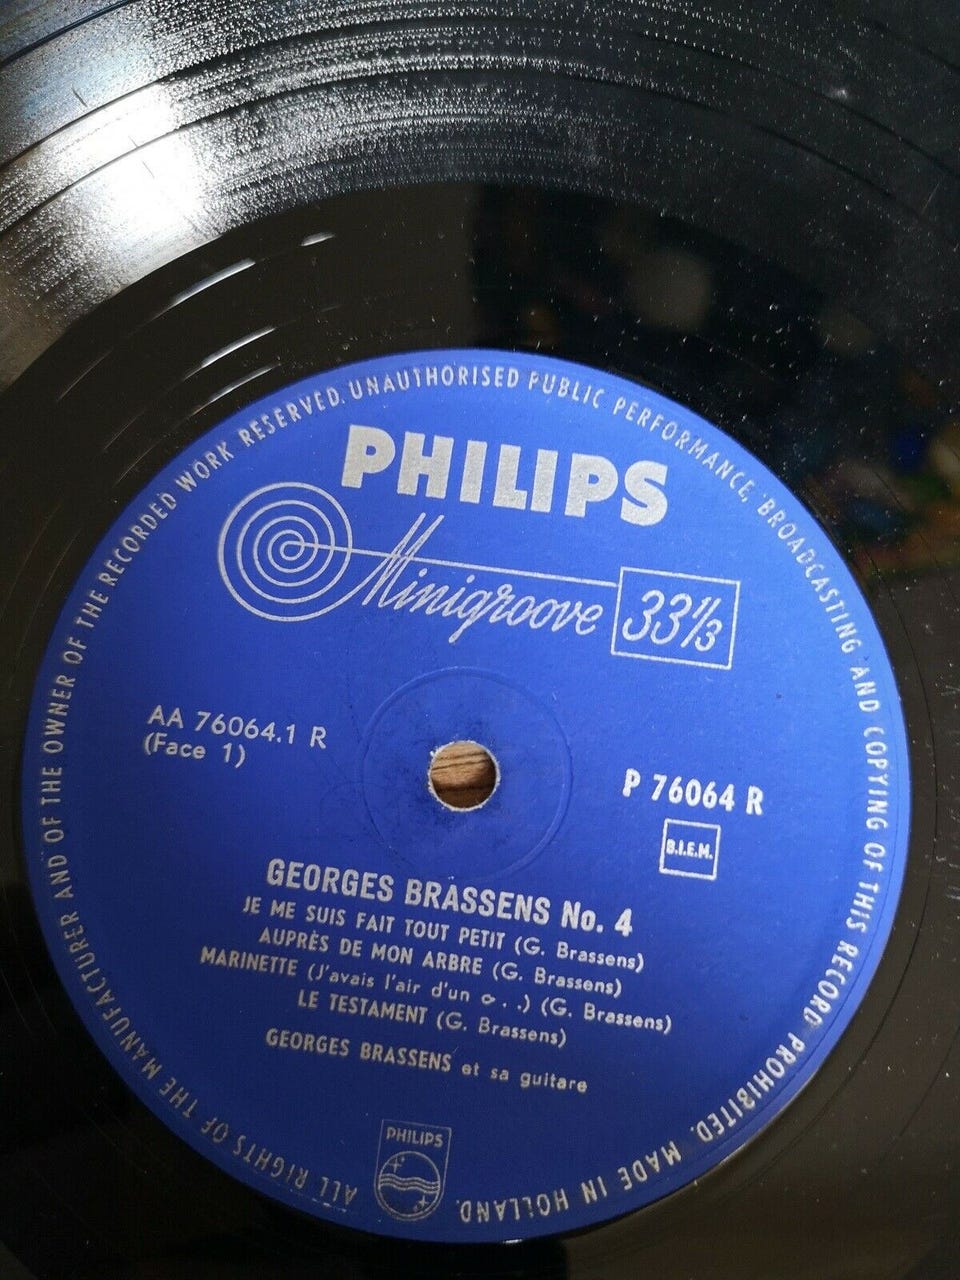 PHILIPS
Minigroove 33⅓
AA 76064.1 R
(Face 1)
P 76064 R
B.I.E.M.
GEORGES BRASSENS No. 4
JE ME SUIS FAIT TOUT PETIT (G. Brassens)
AUPRÈS DE MON ARBRE (G. Brassens)
MARINETTE (J'avais l'air d'un c . .) (G. Brassens)
LE TESTAMENT (G. Brassens)
GEORGES BRASSENS et sa guitare
PHILIPS
ALL RIGHTS OF THE MANUFACTURER AND OF THE OWNER OF THE RECORDED WORK RESERVED. UNAUTHORISED PUBLIC PERFORMANCE, BROADCASTING AND COPYING OF THIS RECORD PROHIBITED. MADE IN HOLLAND.